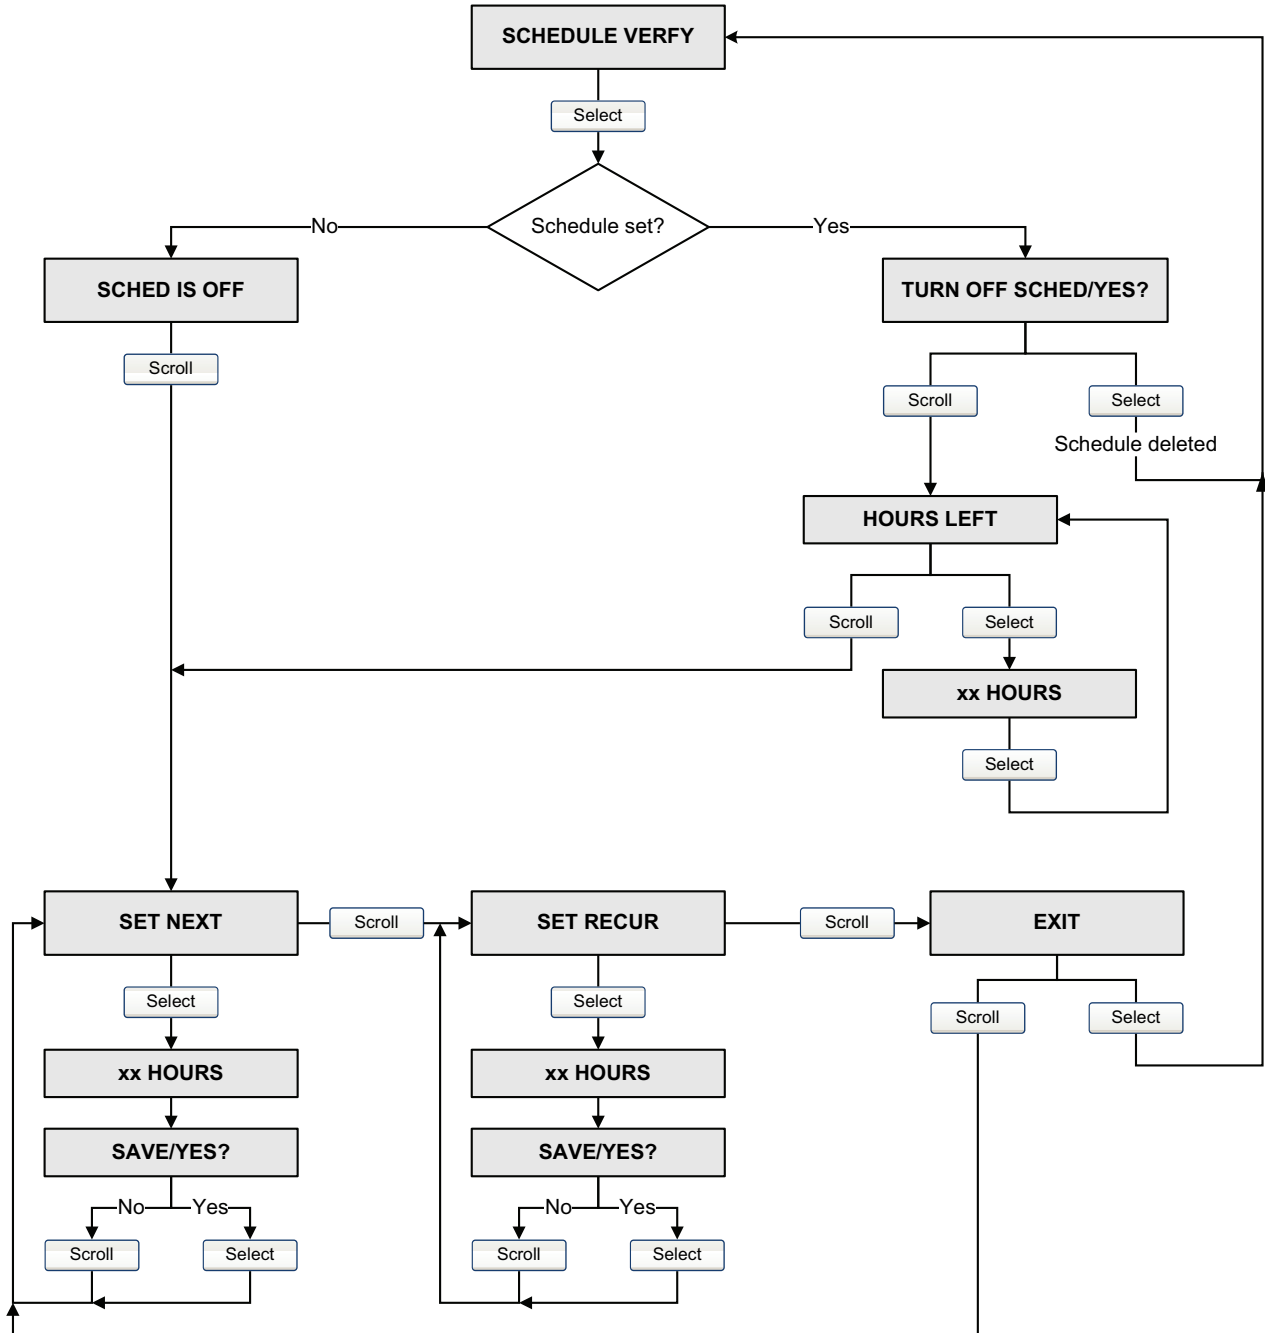 SCHEDULE VERFY
Select
Schedule set?
No
Yes
SCHED IS OFF
TURN OFF SCHED/YES?
Scroll
Scroll
Select
Schedule deleted
HOURS LEFT
Scroll
Select
xx HOURS
Select
SET NEXT
Scroll
SET RECUR
Scroll
EXIT
Select
Select
Scroll
Select
xx HOURS
xx HOURS
SAVE/YES?
SAVE/YES?
No
Yes
No
Yes
Scroll
Select
Scroll
Select